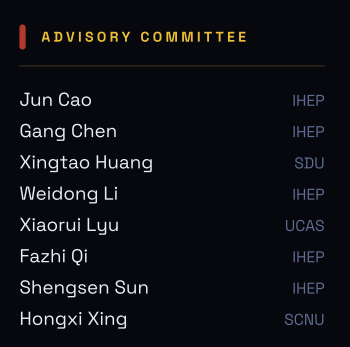 ADVISORY COMMITTEE
Jun Cao IHEP
Gang Chen IHEP
Xingtao Huang SDU
Weidong Li IHEP
Xiaorui Lyu UCAS
Fazhi Qi IHEP
Shengsen Sun IHEP
Hongxi Xing SCNU